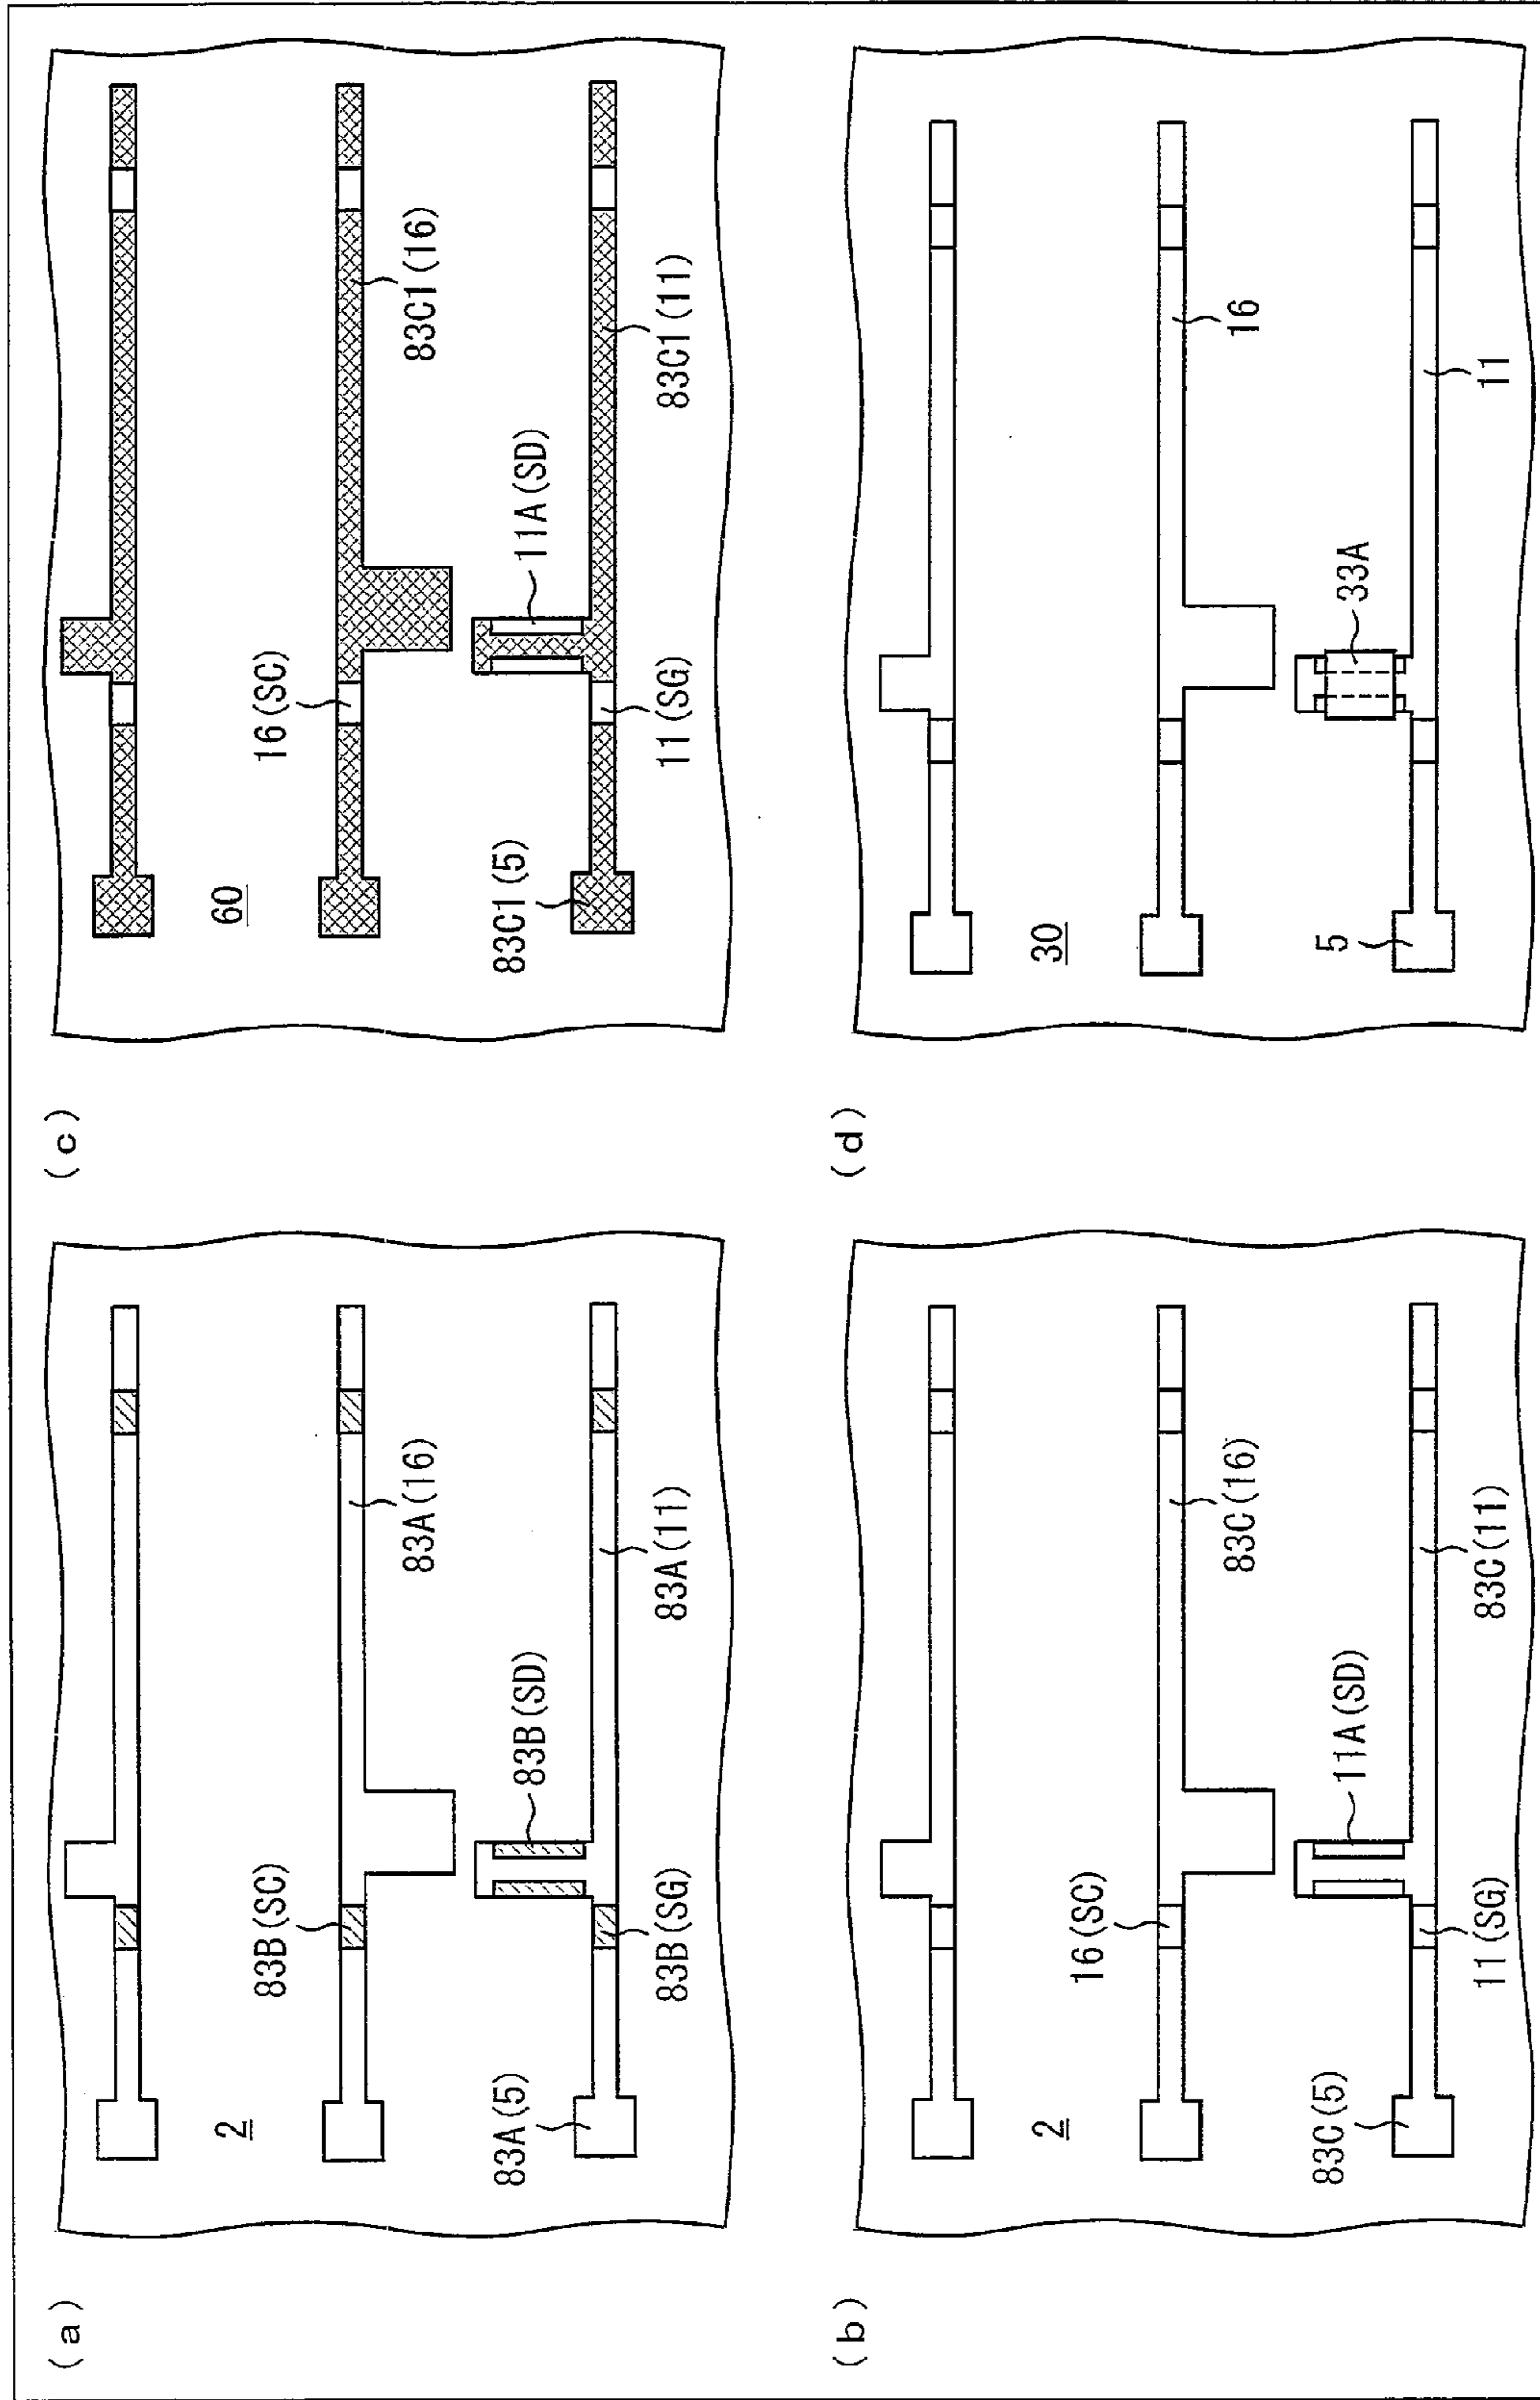 (a)
2
83A(5)
83B(SC)
83B(SG)
83B(SD)
83A(16)
83A(11)
(b)
2
83C(5)
16(SC)
11(SG)
11A(SD)
83C(16)
83C(11)
(c)
60
83C1(5)
16(SC)
11(SG)
11A(SD)
83C1(16)
83C1(11)
(d)
30
5
33A
16
11